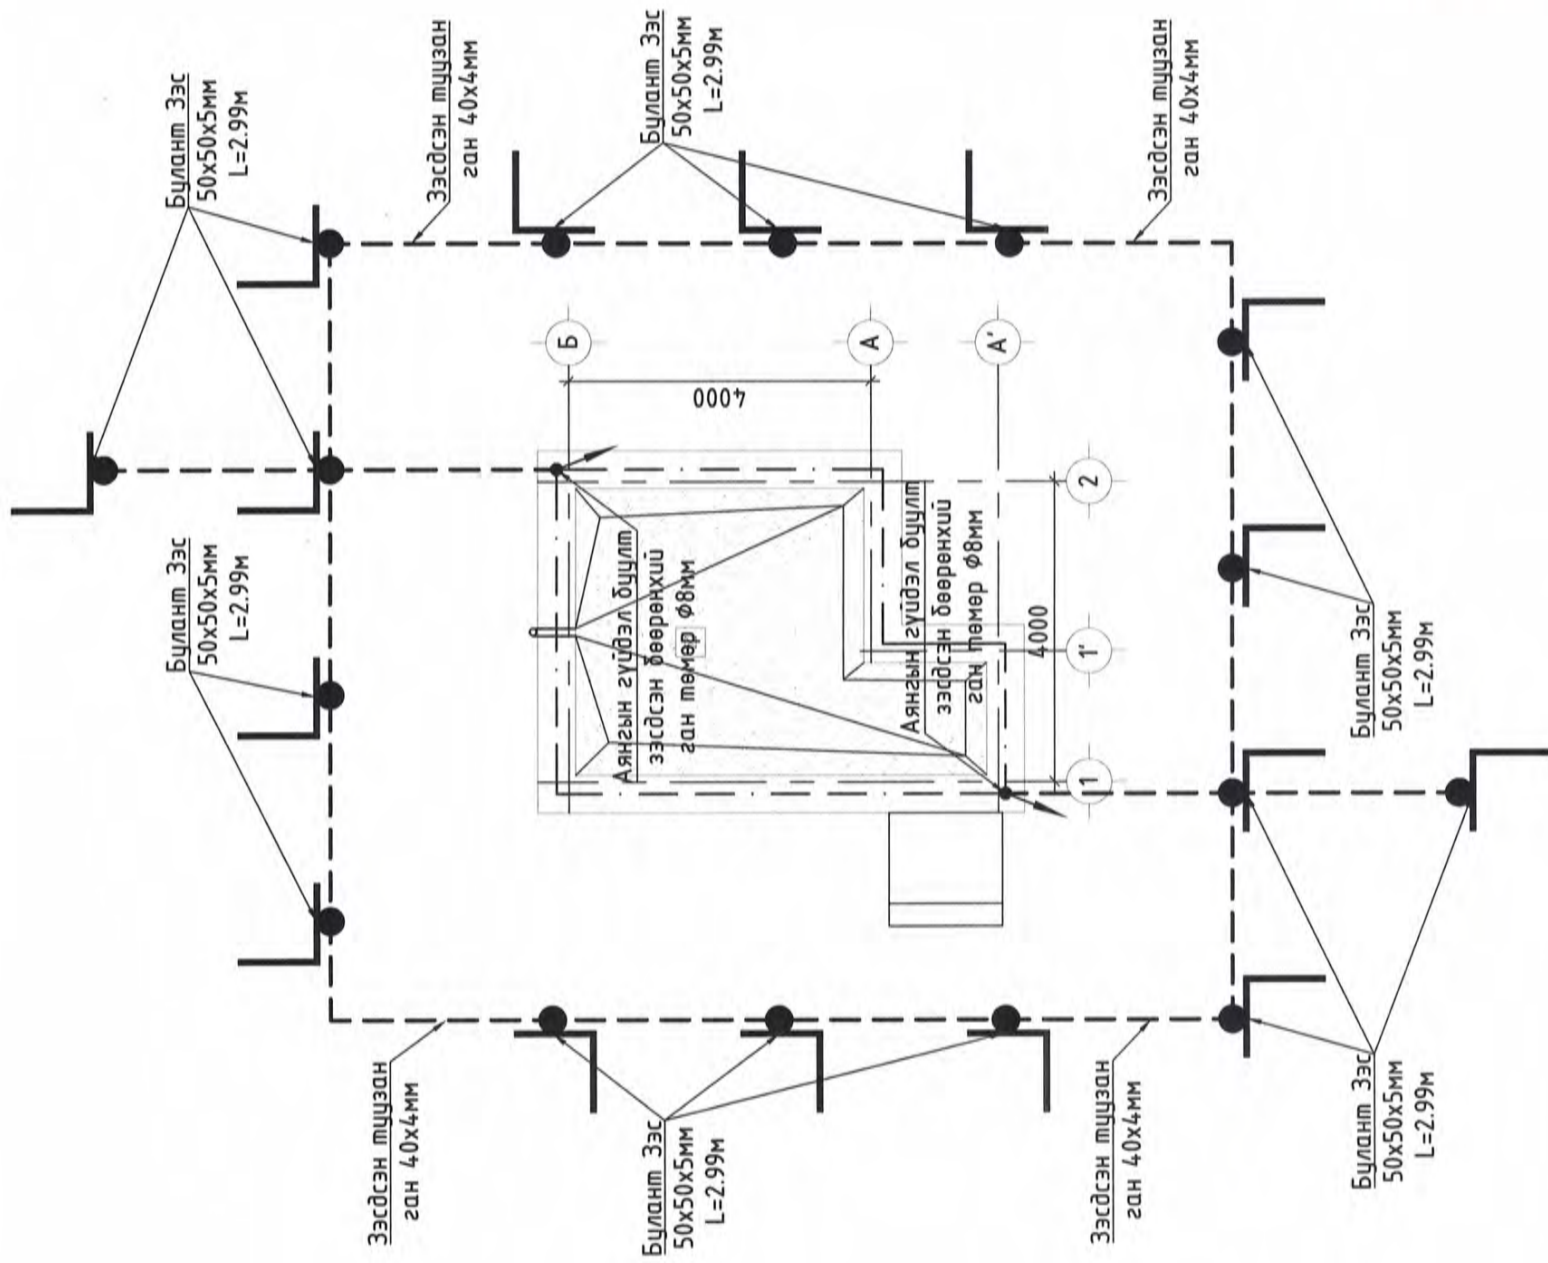 Булант Зэс
50x50x5мм
L=2.99м
Зэсдсэн туузан
ган 40x4мм
Булант Зэс
50x50x5мм
L=2.99м
Зэсдсэн туузан
ган 40x4мм
Булант Зэс
50x50x5мм
L=2.99м
Б
А
А'
4000
Аянгын гүйдэл буулт
зэсдсэн бөөрөнхий
ган төмөр ϕ8мм
Аянгын гүйдэл буулт
зэсдсэн бөөрөнхий
ган төмөр ϕ8мм
4000
2
1'
1
Булант Зэс
50x50x5мм
L=2.99м
Зэсдсэн туузан
ган 40x4мм
Булант Зэс
50x50x5мм
L=2.99м
Зэсдсэн туузан
ган 40x4мм
Булант Зэс
50x50x5мм
L=2.99м